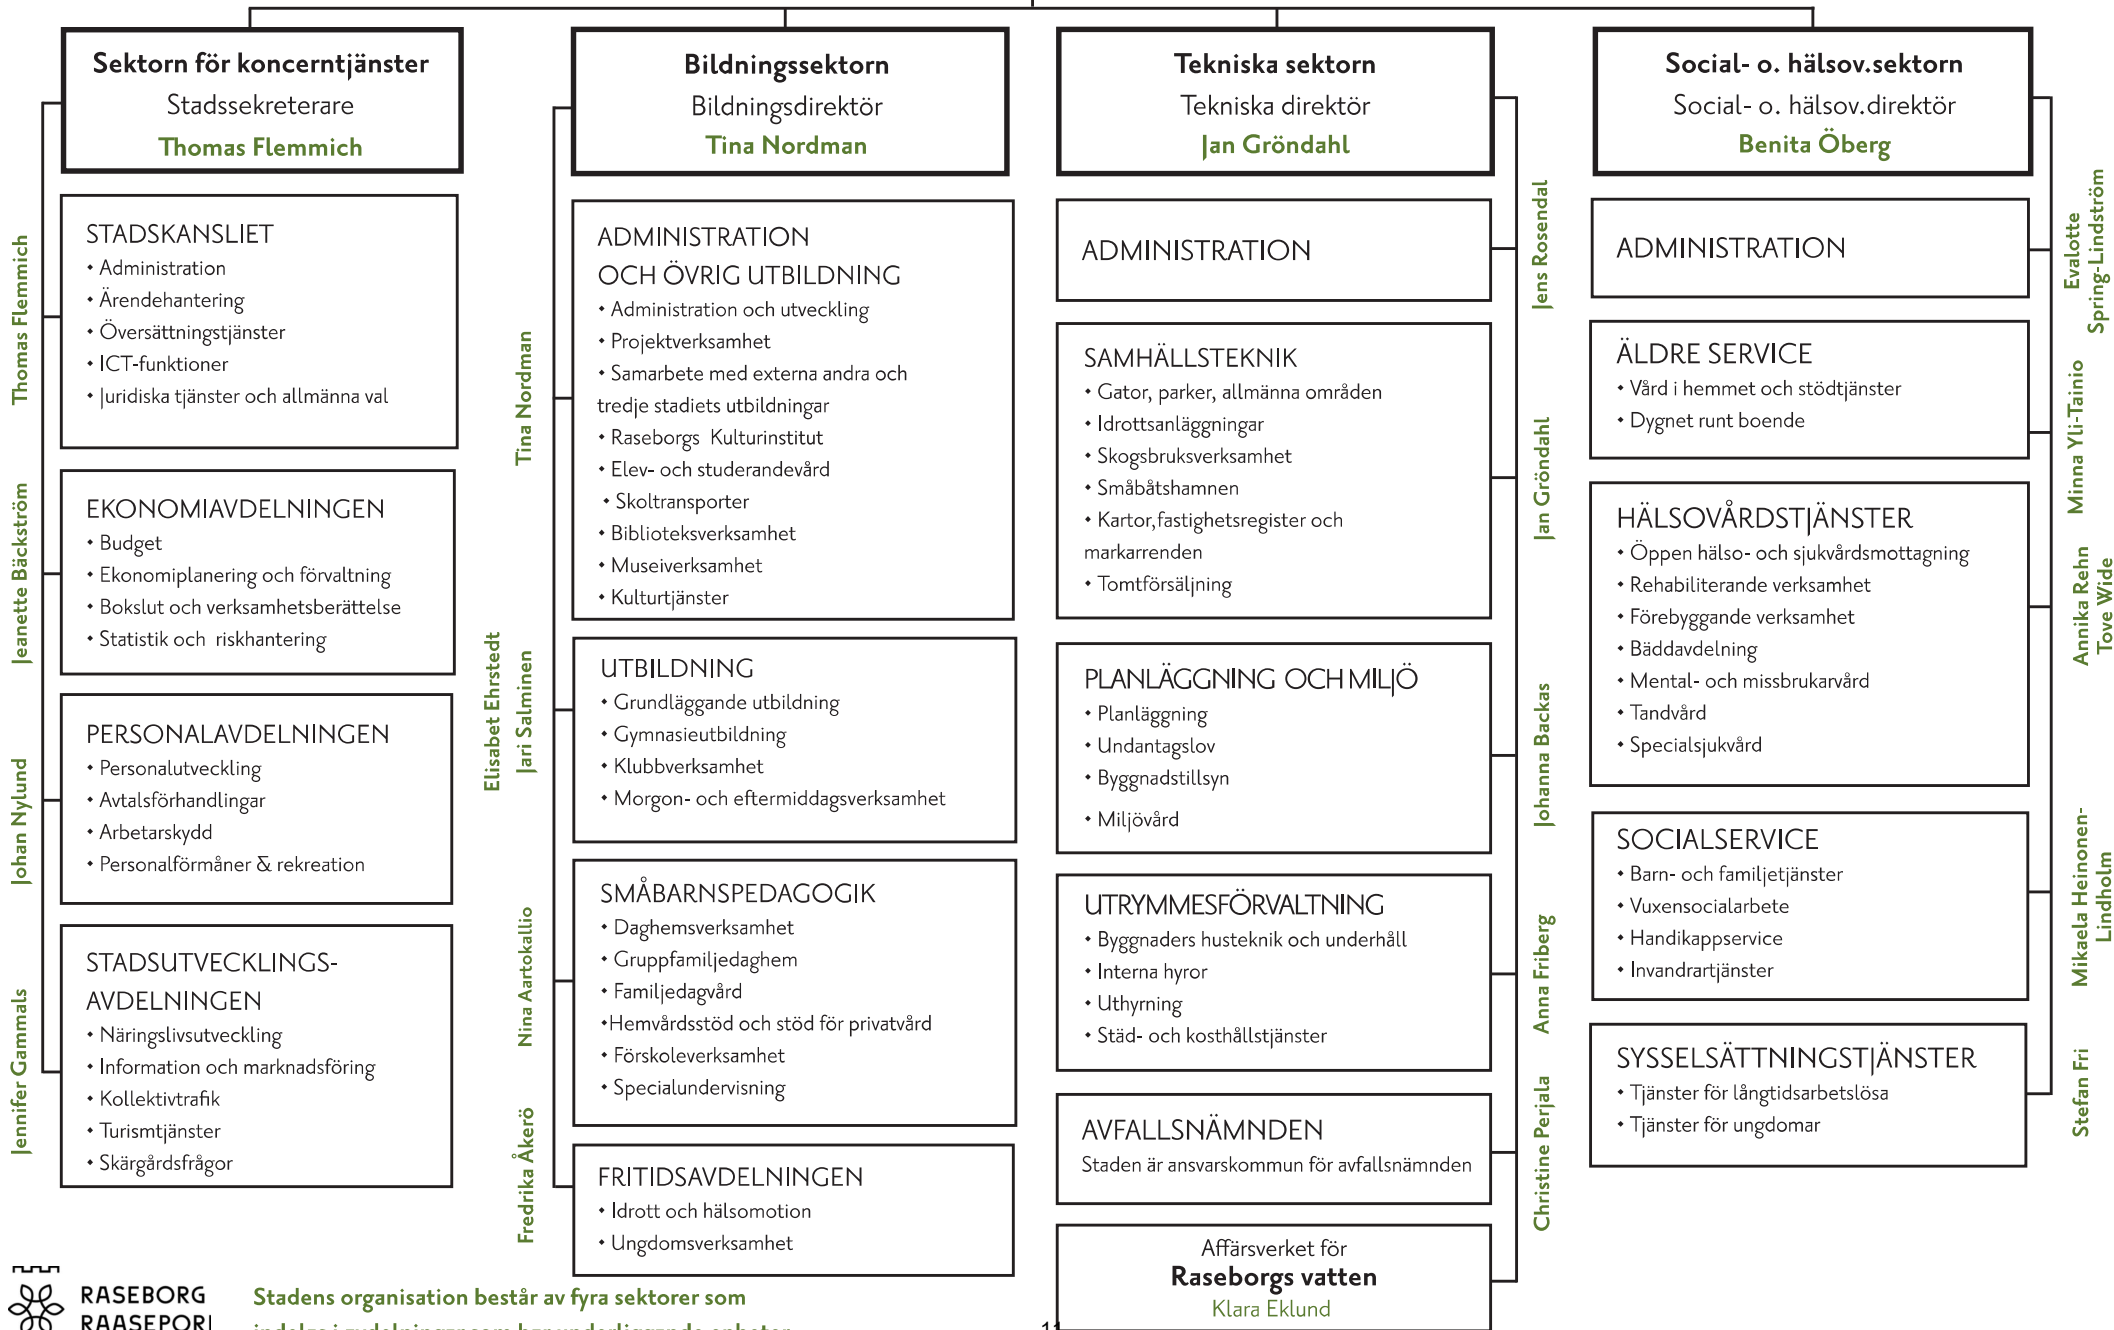 Sektorn för koncerntjänster
Stadssekreterare
Thomas Flemmich
Thomas Flemmich
STADSKANSLIET
• Administration
• Ärendehantering
• Översättningstjänster
• ICT-funktioner
• Juridiska tjänster och allmänna val
Jeanette Bäckström
EKONOMIAVDELNINGEN
• Budget
• Ekonomiplanering och förvaltning
• Bokslut och verksamhetsberättelse
• Statistik och riskhantering
Johan Nylund
PERSONALAVDELNINGEN
• Personalutveckling
• Avtalsförhandlingar
• Arbetarskydd
• Personalförmåner & rekreation
Jennifer Gammals
STADSUTVECKLINGS-
AVDELNINGEN
• Näringslivsutveckling
• Information och marknadsföring
• Kollektivtrafik
• Turismtjänster
• Skärgårdsfrågor
Bildningssektorn
Bildningsdirektör
Tina Nordman
Tina Nordman
ADMINISTRATION
OCH ÖVRIG UTBILDNING
• Administration och utveckling
• Projektverksamhet
• Samarbete med externa andra och
tredje stadiets utbildningar
• Raseborgs Kulturinstitut
• Elev- och studerandevård
• Skoltransporter
• Biblioteksverksamhet
• Museiverksamhet
• Kulturtjänster
Elisabet Ehrstedt
Jari Salminen
UTBILDNING
• Grundläggande utbildning
• Gymnasieutbildning
• Klubbverksamhet
• Morgon- och eftermiddagsverksamhet
Nina Aartokallio
SMÅBARNSPEDAGOGIK
• Daghemsverksamhet
• Gruppfamiljedaghem
• Familjedagvård
•Hemvårdsstöd och stöd för privatvård
• Förskoleverksamhet
• Specialundervisning
Fredrika Åkerö
FRITIDSAVDELNINGEN
• Idrott och hälsomotion
• Ungdomsverksamhet
Tekniska sektorn
Tekniska direktör
Jan Gröndahl
Jens Rosendal
ADMINISTRATION
Jan Gröndahl
SAMHÄLLSTEKNIK
• Gator, parker, allmänna områden
• Idrottsanläggningar
• Skogsbruksverksamhet
• Småbåtshamnen
• Kartor,fastighetsregister och
markarrenden
• Tomtförsäljning
Johanna Backas
PLANLÄGGNING OCH MILJÖ
• Planläggning
• Undantagslov
• Byggnadstillsyn
• Miljövård
Anna Friberg
UTRYMMESFÖRVALTNING
• Byggnaders husteknik och underhåll
• Interna hyror
• Uthyrning
• Städ- och kosthållstjänster
Christine Perjala
AVFALLSNÄMNDEN
Staden är ansvarskommun för avfallsnämnden
Affärsverket för
Raseborgs vatten
Klara Eklund
Social- o. hälsov.sektorn
Social- o. hälsov.direktör
Benita Öberg
Evalotte
Spring-Lindström
ADMINISTRATION
Minna Yli-Tainio
ÄLDRE SERVICE
• Vård i hemmet och stödtjänster
• Dygnet runt boende
Annika Rehn
Tove Wide
HÄLSOVÅRDSTJÄNSTER
• Öppen hälso- och sjukvårdsmottagning
• Rehabiliterande verksamhet
• Förebyggande verksamhet
• Bäddavdelning
• Mental- och missbrukarvård
• Tandvård
• Specialsjukvård
Mikaela Heinonen-
Lindholm
SOCIALSERVICE
• Barn- och familjetjänster
• Vuxensocialarbete
• Handikappservice
• Invandrartjänster
Stefan Fri
SYSSELSÄTTNINGSTJÄNSTER
• Tjänster för långtidsarbetslösa
• Tjänster för ungdomar
RASEBORG
RAASEPORI
Stadens organisation består av fyra sektorer som
indelas i avdelningar som har underliggande enheter
11